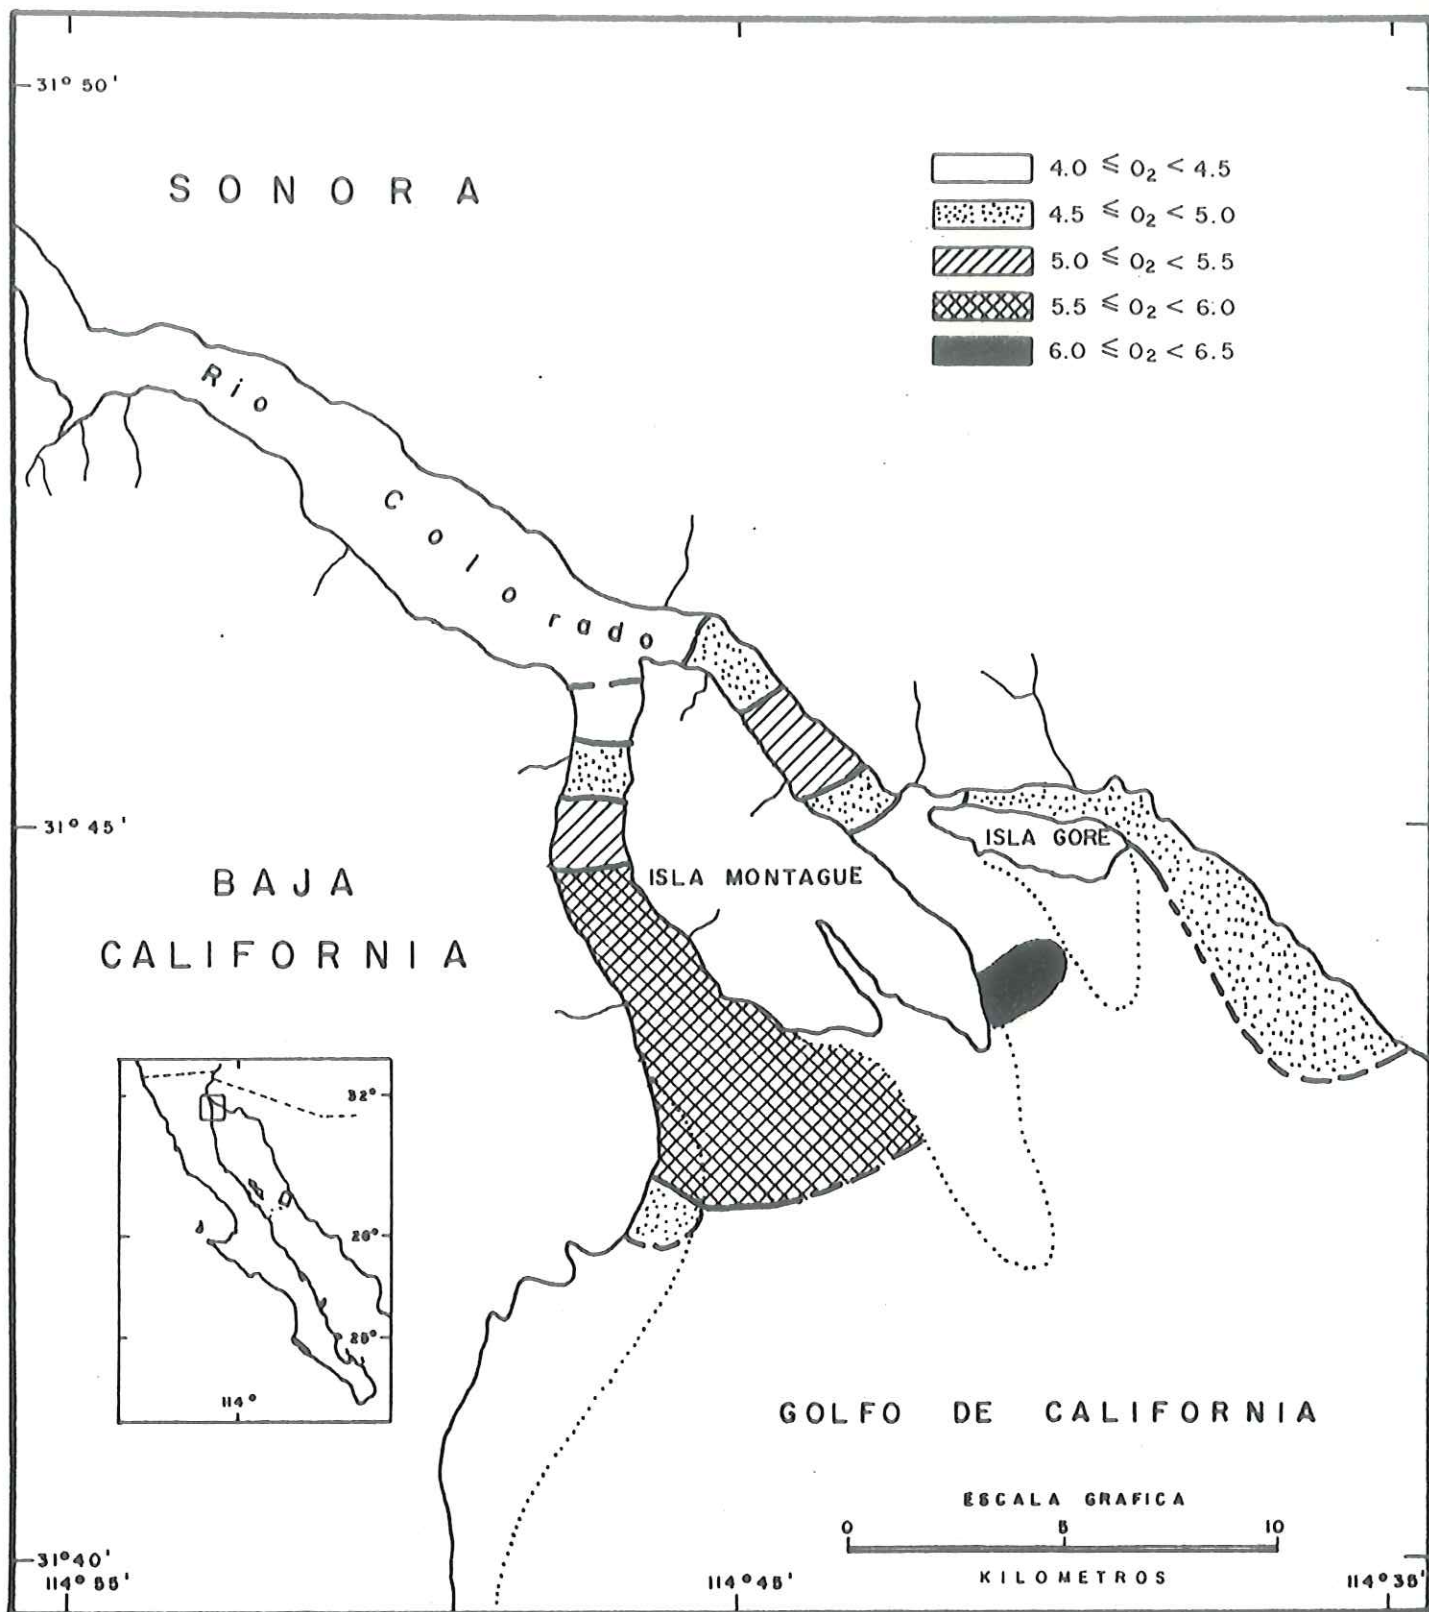 31° 50'
SONORA
4.0 ≤ O₂ < 4.5
4.5 ≤ O₂ < 5.0
5.0 ≤ O₂ < 5.5
5.5 ≤ O₂ < 6.0
6.0 ≤ O₂ < 6.5
Rio
Colorado
31° 45'
ISLA GORE
ISLA MONTAGUE
BAJA
CALIFORNIA
32°
28°
114°
GOLFO DE CALIFORNIA
ESCALA GRAFICA
0 5 10
KILOMETROS
31°40'
114°55' 114°45' 114°35'